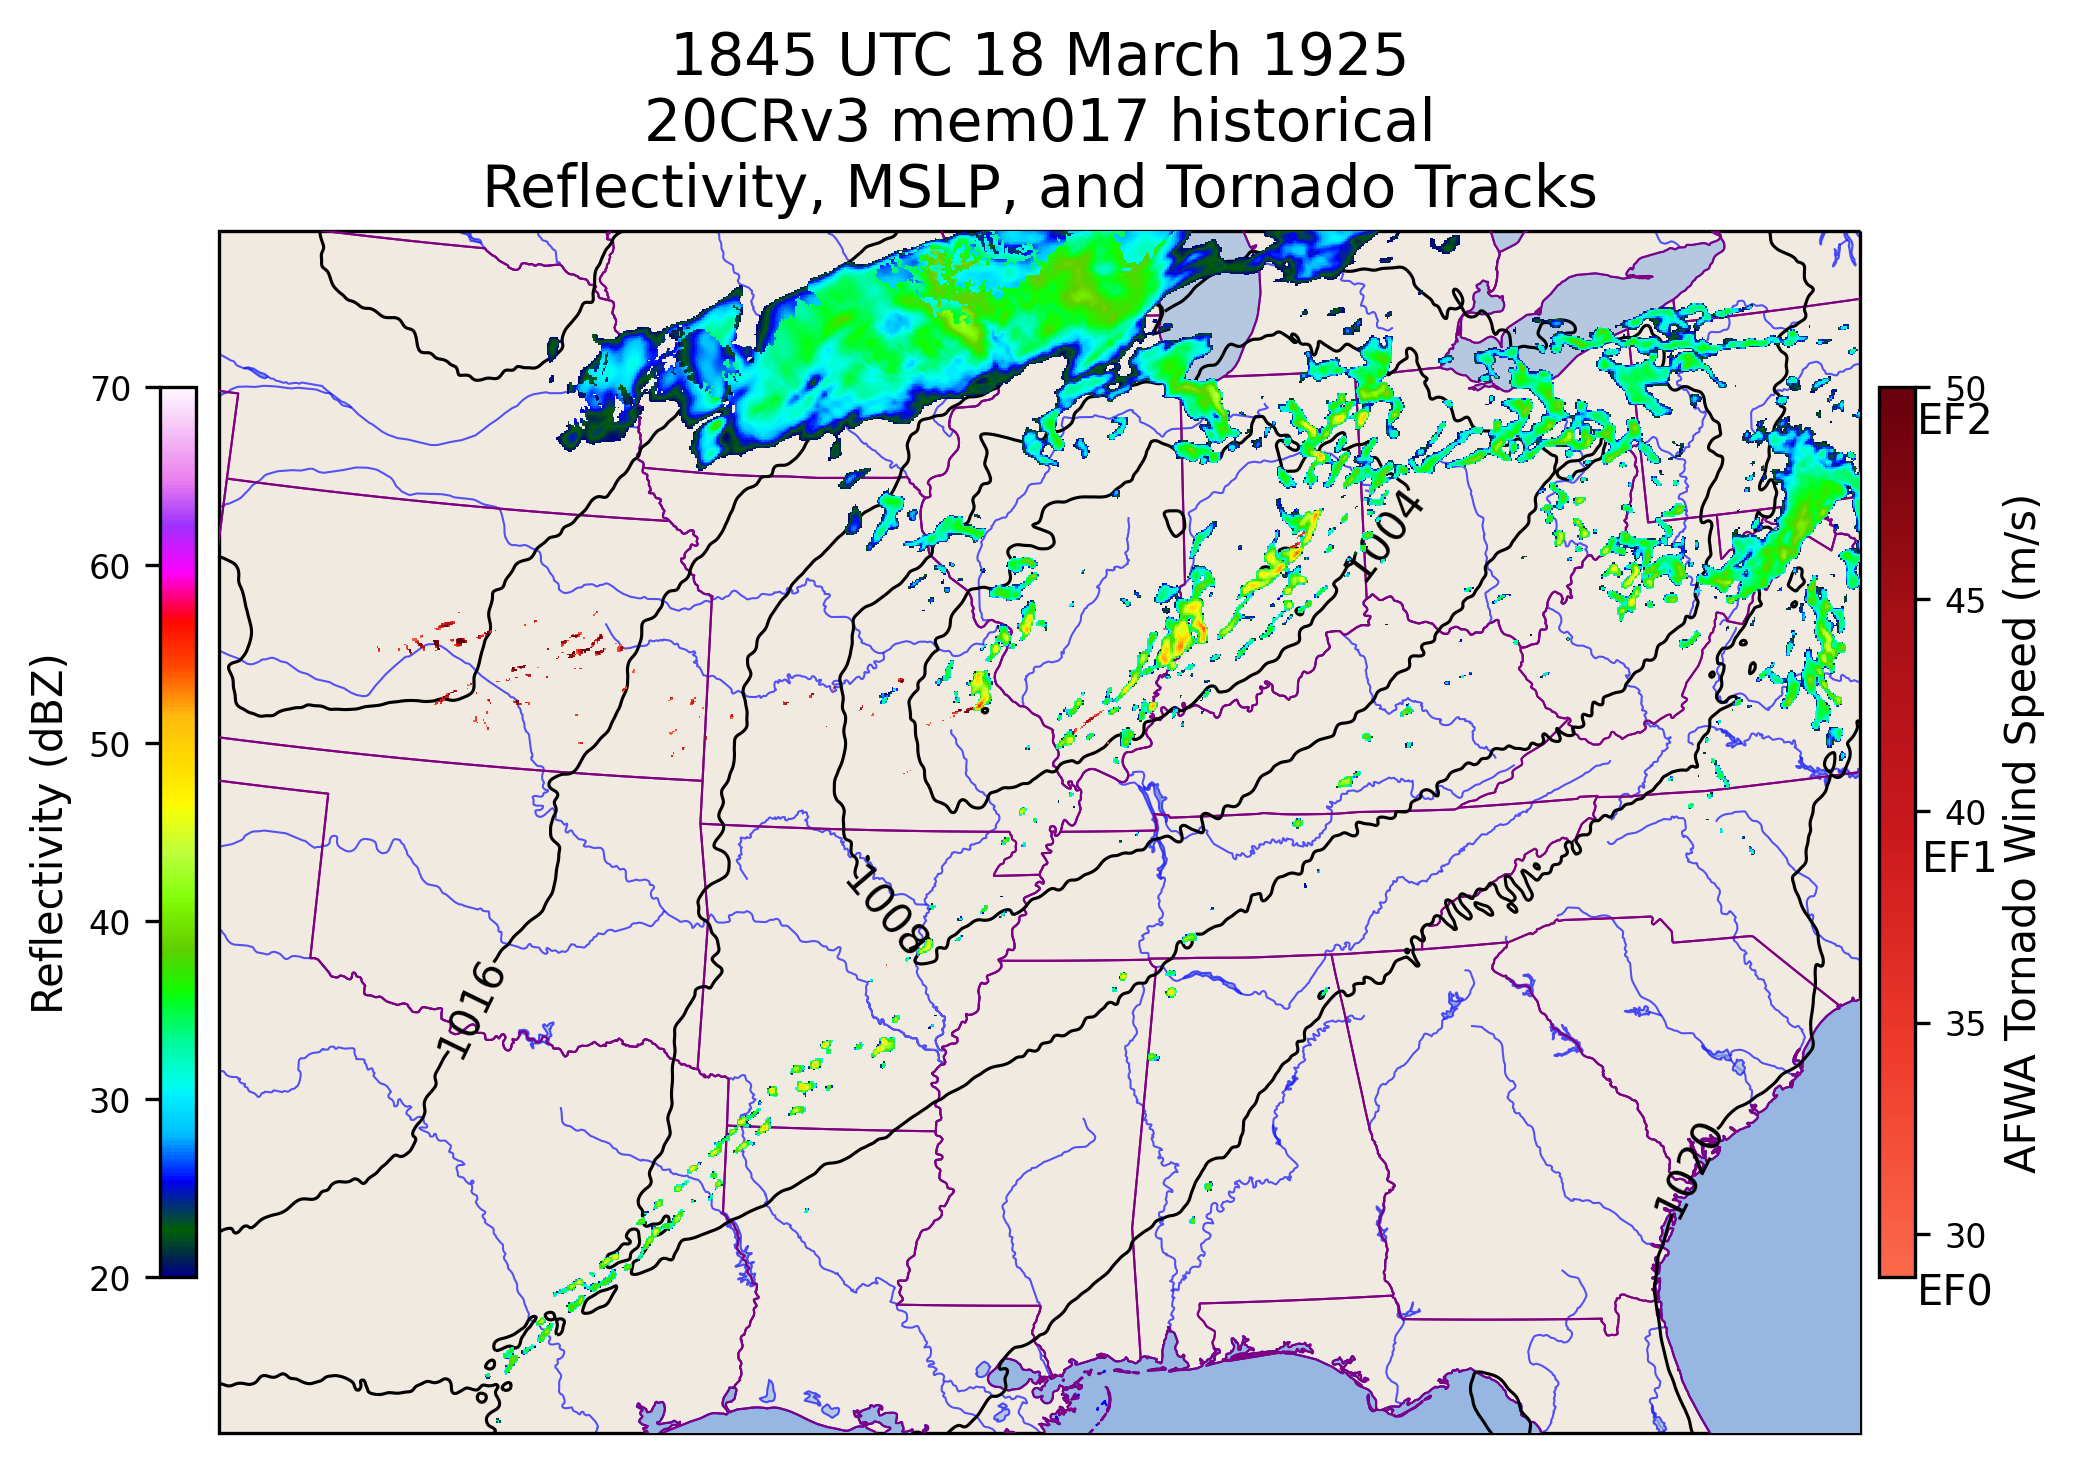 1845 UTC 18 March 1925
20CRv3 mem017 historical
Reflectivity, MSLP, and Tornado Tracks
70
60
50
40
30
20
Reflectivity (dBZ)
1004
1008
1016
1020
50
EF2
45
40
EF1
35
30
EF0
AFWA Tornado Wind Speed (m/s)